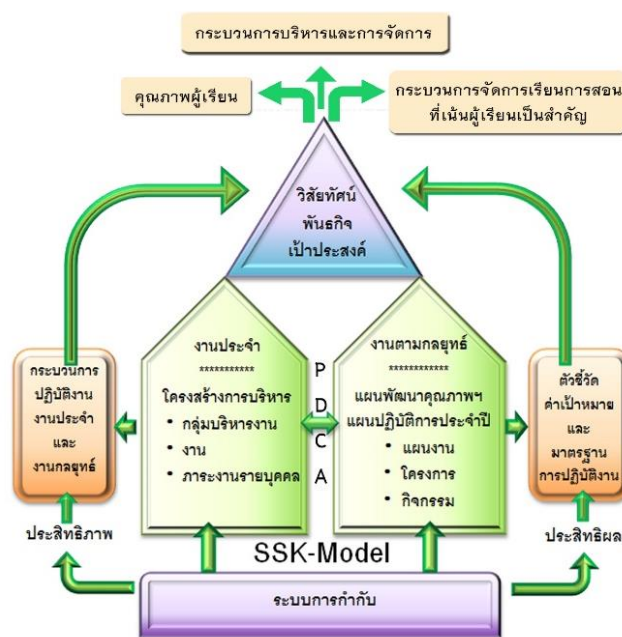 กระบวนการบริหารและการจัดการ
คุณภาพผู้เรียน
กระบวนการจัดการเรียนการสอน
ที่เน้นผู้เรียนเป็นสำคัญ
วิสัยทัศน์
พันธกิจ
เป้าประสงค์
งานประจำ
***********
โครงสร้างการบริหาร
• กลุ่มบริหารงาน
• งาน
• ภาระงานรายบุคคล
P
D
C
A
งานตามกลยุทธ์
************
แผนพัฒนาคุณภาพฯ
แผนปฏิบัติการประจำปี
• แผนงาน
• โครงการ
• กิจกรรม
กระบวนการ
ปฏิบัติงาน
งานประจำ
และ
งานกลยุทธ์
ตัวชี้วัด
ค่าเป้าหมาย
และ
มาตรฐาน
การปฏิบัติงาน
ประสิทธิภาพ
ประสิทธิผล
SSK-Model
ระบบการกำกับ